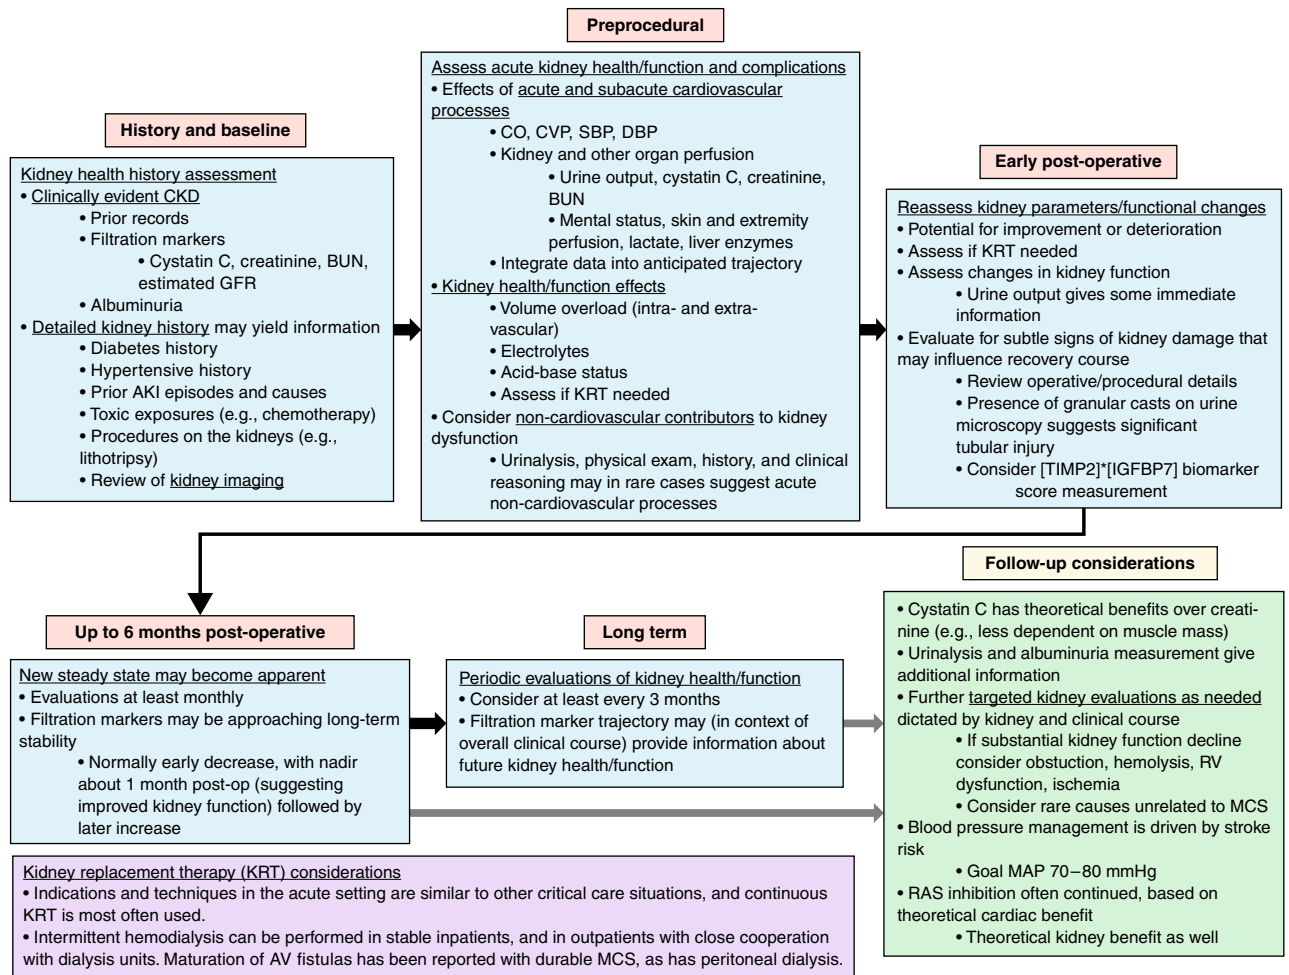 History and baseline
Kidney health history assessment
• Clinically evident CKD
• Prior records
• Filtration markers
• Cystatin C, creatinine, BUN,
estimated GFR
• Albuminuria
• Detailed kidney history may yield information
• Diabetes history
• Hypertensive history
• Prior AKI episodes and causes
• Toxic exposures (e.g., chemotherapy)
• Procedures on the kidneys (e.g.,
lithotripsy)
• Review of kidney imaging
Preprocedural
Assess acute kidney health/function and complications
• Effects of acute and subacute cardiovascular
processes
• CO, CVP, SBP, DBP
• Kidney and other organ perfusion
• Urine output, cystatin C, creatinine,
BUN
• Mental status, skin and extremity
perfusion, lactate, liver enzymes
• Integrate data into anticipated trajectory
• Kidney health/function effects
• Volume overload (intra- and extra-
vascular)
• Electrolytes
• Acid-base status
• Assess if KRT needed
• Consider non-cardiovascular contributors to kidney
dysfunction
• Urinalysis, physical exam, history, and clinical
reasoning may in rare cases suggest acute
non-cardiovascular processes
Early post-operative
Reassess kidney parameters/functional changes
• Potential for improvement or deterioration
• Assess if KRT needed
• Assess changes in kidney function
• Urine output gives some immediate
information
• Evaluate for subtle signs of kidney damage that
may influence recovery course
• Review operative/procedural details
• Presence of granular casts on urine
microscopy suggests significant
tubular injury
• Consider [TIMP2]*[IGFBP7] biomarker
score measurement
Up to 6 months post-operative
New steady state may become apparent
• Evaluations at least monthly
• Filtration markers may be approaching long-term
stability
• Normally early decrease, with nadir
about 1 month post-op (suggesting
improved kidney function) followed by
later increase
Long term
Periodic evaluations of kidney health/function
• Consider at least every 3 months
• Filtration marker trajectory may (in context of
overall clinical course) provide information about
future kidney health/function
Follow-up considerations
• Cystatin C has theoretical benefits over creati-
nine (e.g., less dependent on muscle mass)
• Urinalysis and albuminuria measurement give
additional information
• Further targeted kidney evaluations as needed
dictated by kidney and clinical course
• If substantial kidney function decline
consider obstuction, hemolysis, RV
dysfunction, ischemia
• Consider rare causes unrelated to MCS
• Blood pressure management is driven by stroke
risk
• Goal MAP 70–80 mmHg
• RAS inhibition often continued, based on
theoretical cardiac benefit
• Theoretical kidney benefit as well
Kidney replacement therapy (KRT) considerations
• Indications and techniques in the acute setting are similar to other critical care situations, and continuous
KRT is most often used.
• Intermittent hemodialysis can be performed in stable inpatients, and in outpatients with close cooperation
with dialysis units. Maturation of AV fistulas has been reported with durable MCS, as has peritoneal dialysis.